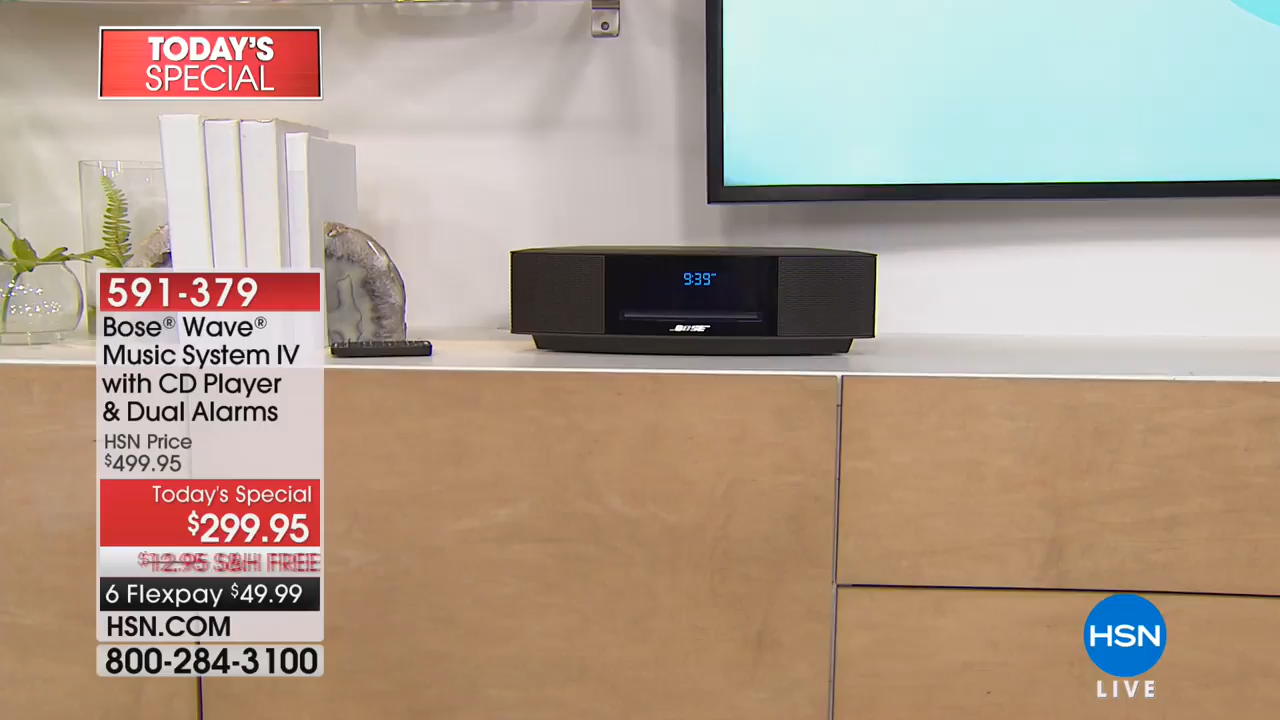 TODAY'S
SPECIAL
591-379
Bose® Wave®
Music System IV
with CD Player
& Dual Alarms
HSN Price
$499.95
Today's Special
$299.95
$12.95 S&H FREE
6 Flexpay $49.99
HSN.COM
800-284-3100
9:39
BOSE
HSN
LIVE